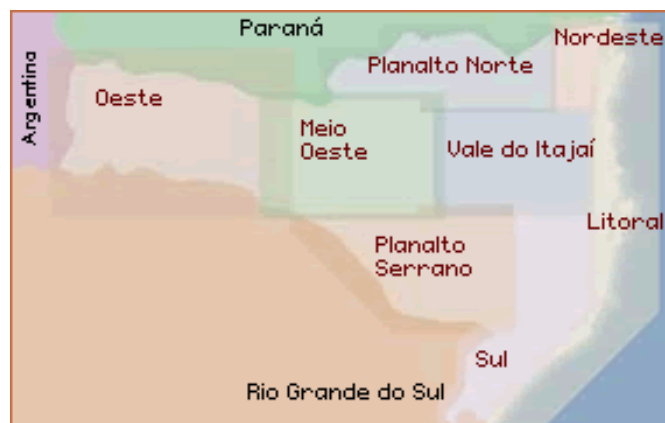 Paraná
Nordeste
Planalto Norte
Argentina
Oeste
Meio
Oeste
Vale do Itajaí
Litoral
Planalto
Serrano
Sul
Rio Grande do Sul